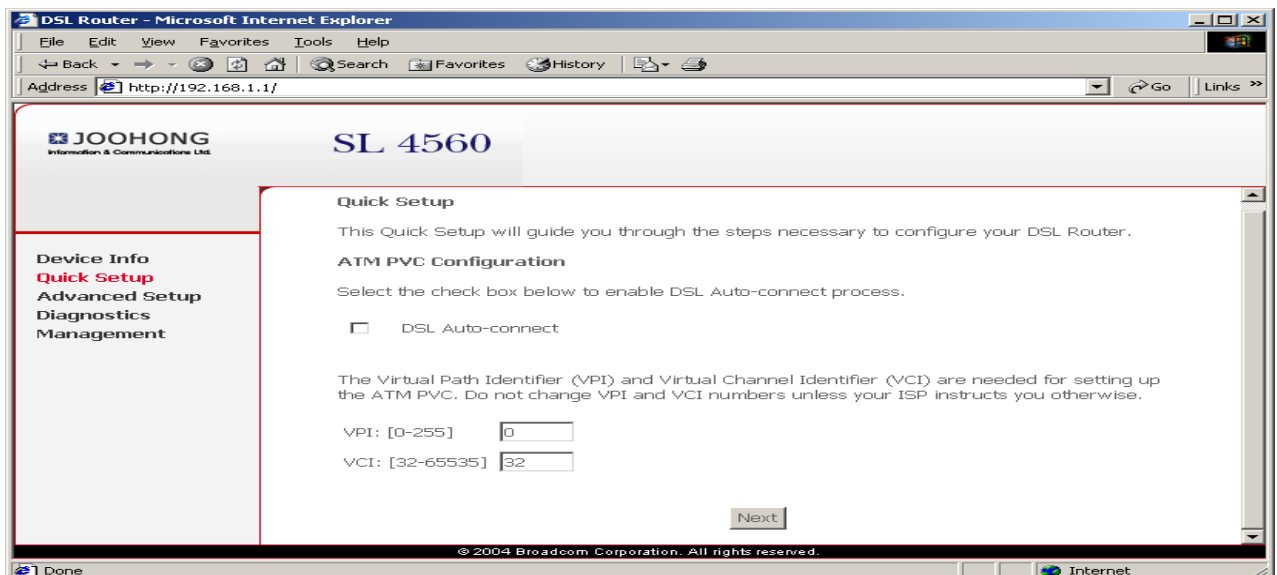 DSL Router - Microsoft Internet Explorer
File Edit View Favorites Tools Help
Back Search Favorites History
Address http://192.168.1.1/ Go Links »
JOOHONG
Information & Communications Ltd.
SL 4560
Quick Setup
This Quick Setup will guide you through the steps necessary to configure your DSL Router.
Device Info
Quick Setup
Advanced Setup
Diagnostics
Management
ATM PVC Configuration
Select the check box below to enable DSL Auto-connect process.
DSL Auto-connect
The Virtual Path Identifier (VPI) and Virtual Channel Identifier (VCI) are needed for setting up
the ATM PVC. Do not change VPI and VCI numbers unless your ISP instructs you otherwise.
VPI: [0-255] 0
VCI: [32-65535] 32
Next
© 2004 Broadcom Corporation. All rights reserved.
Done Internet